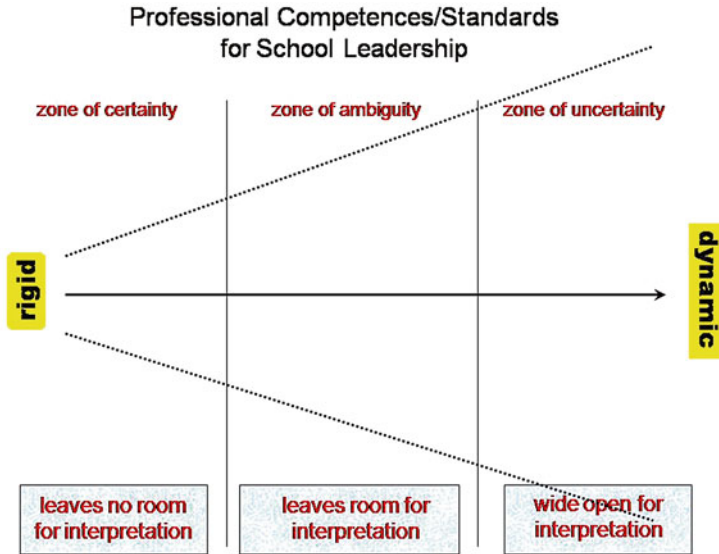 Professional Competences/Standards
for School Leadership
zone of certainty
zone of ambiguity
zone of uncertainty
rigid
dynamic
leaves no room
for interpretation
leaves room for
interpretation
wide open for
interpretation